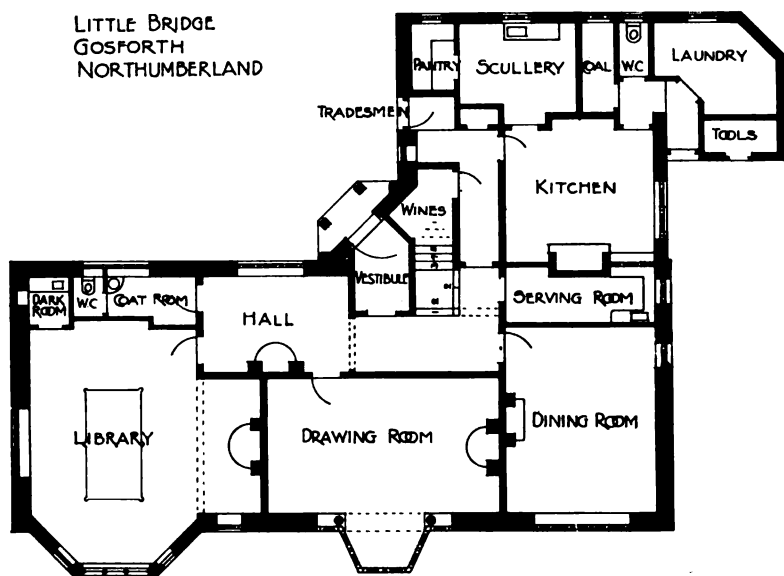 LITTLE BRIDGE
GOSFORTH
NORTHUMBERLAND
PANTRY
SCULLERY
COAL
WC
LAUNDRY
TRADESMEN
TOOLS
KITCHEN
WINES
VESTIBULE
DARK
ROOM
WC
COAT ROOM
HALL
SERVING ROOM
LIBRARY
DRAWING ROOM
DINING ROOM